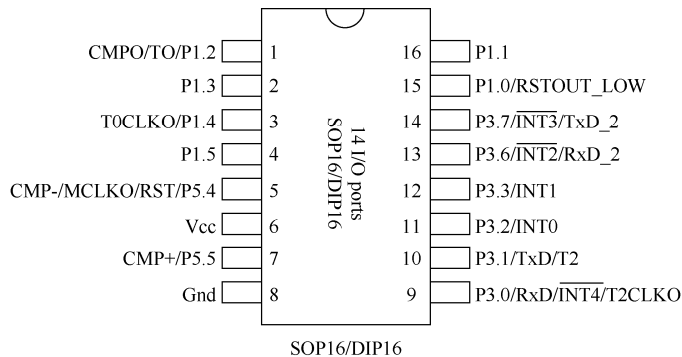 CMPO/TO/P1.2 1 16 P1.1
P1.3 2 15 P1.0/RSTOUT_LOW
T0CLKO/P1.4 3 14 P3.7/INT3/TxD_2
P1.5 4 13 P3.6/INT2/RxD_2
CMP-/MCLKO/RST/P5.4 5 12 P3.3/INT1
Vcc 6 11 P3.2/INT0
CMP+/P5.5 7 10 P3.1/TxD/T2
Gnd 8 9 P3.0/RxD/INT4/T2CLKO
14 I/O ports
SOP16/DIP16
SOP16/DIP16